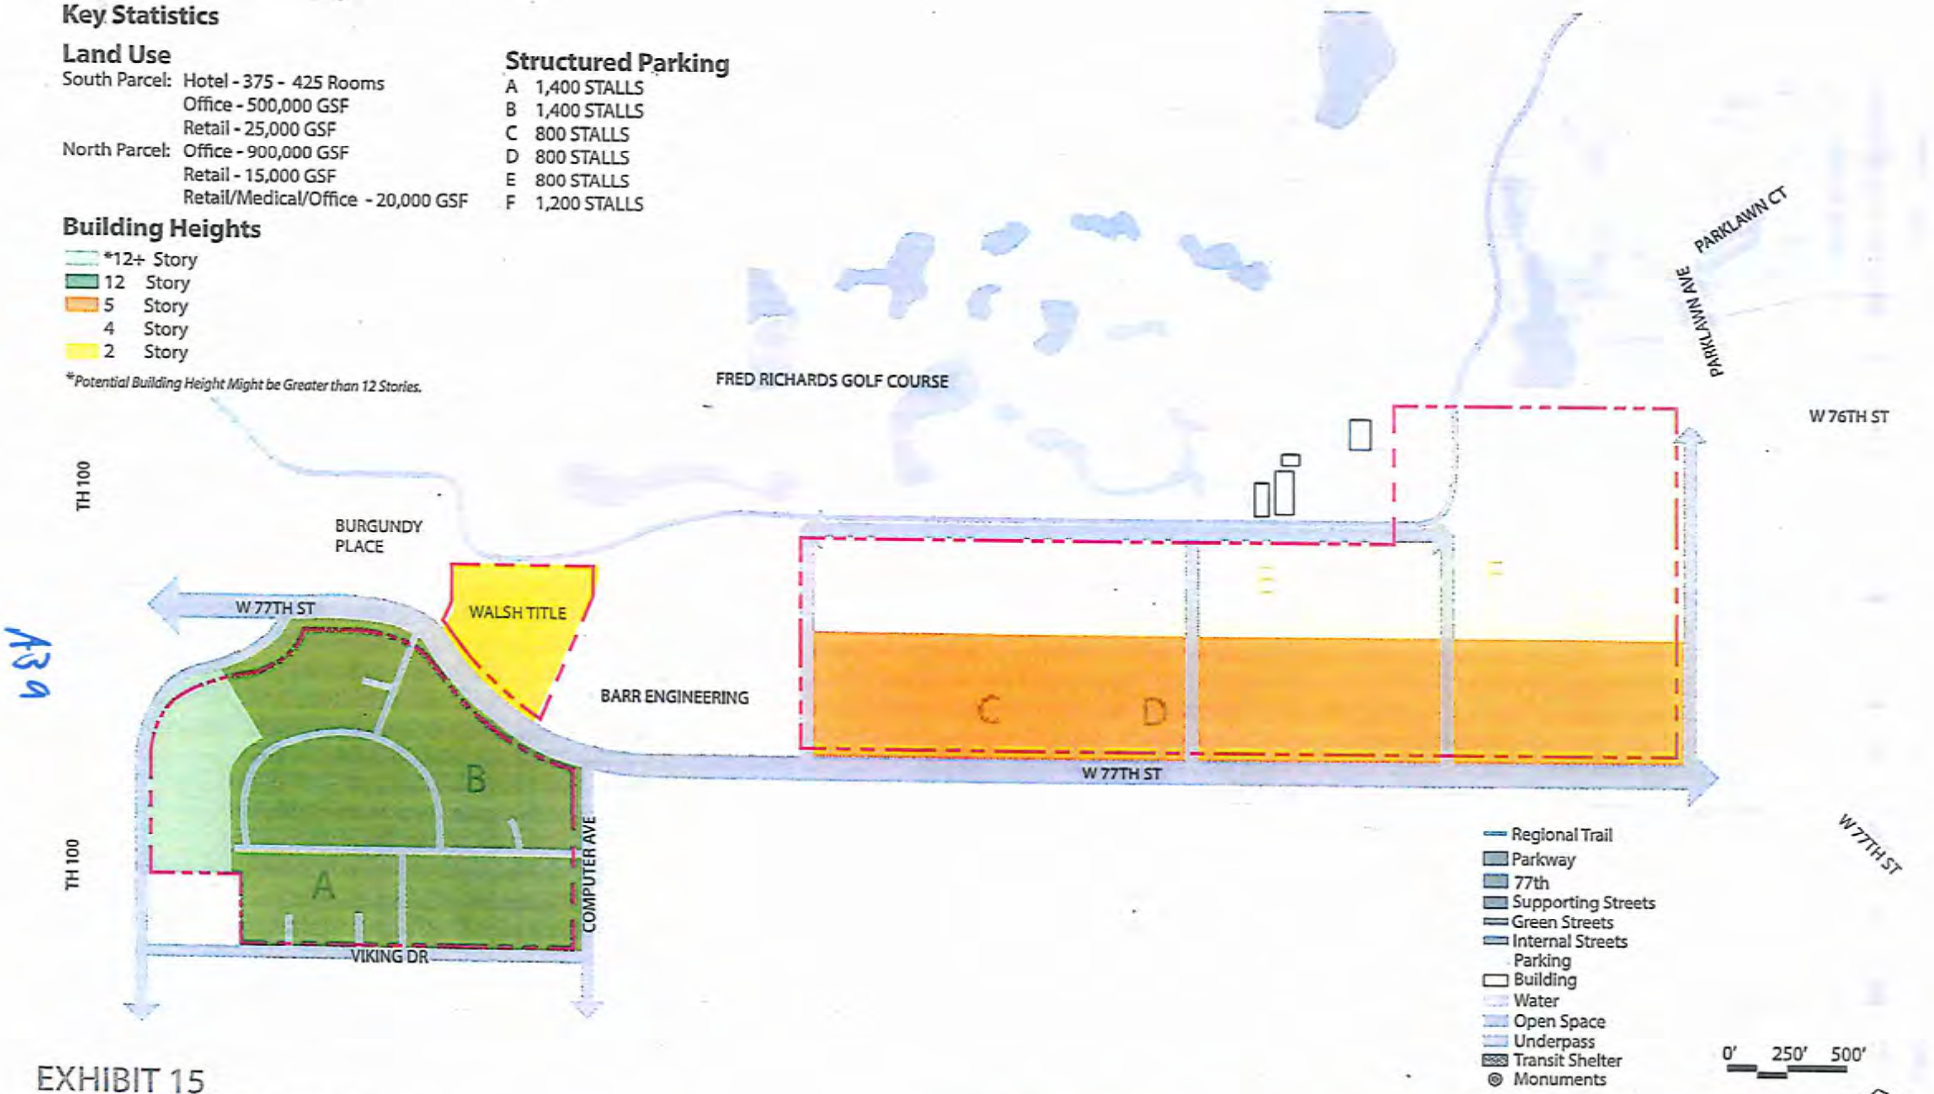 Key Statistics
Land Use
South Parcel: Hotel - 375 - 425 Rooms
Office - 500,000 GSF
Retail - 25,000 GSF
North Parcel: Office - 900,000 GSF
Retail - 15,000 GSF
Retail/Medical/Office - 20,000 GSF
Structured Parking
A 1,400 STALLS
B 1,400 STALLS
C 800 STALLS
D 800 STALLS
E 800 STALLS
F 1,200 STALLS
Building Heights
*12+ Story
12 Story
5 Story
4 Story
2 Story
*Potential Building Height Might be Greater than 12 Stories.
PARKLAWN CT
PARKLAWN AVE
FRED RICHARDS GOLF COURSE
W 76TH ST
TH 100
BURGUNDY
PLACE
W 77TH ST
WALSH TITLE
A39
BARR ENGINEERING
C
D
B
W 77TH ST
TH 100
A
COMPUTER AVE
VIKING DR
W 77TH ST
Regional Trail
Parkway
77th
Supporting Streets
Green Streets
Internal Streets
Parking
Building
Water
Open Space
Underpass
Transit Shelter
Monuments
0' 250' 500'
EXHIBIT 15